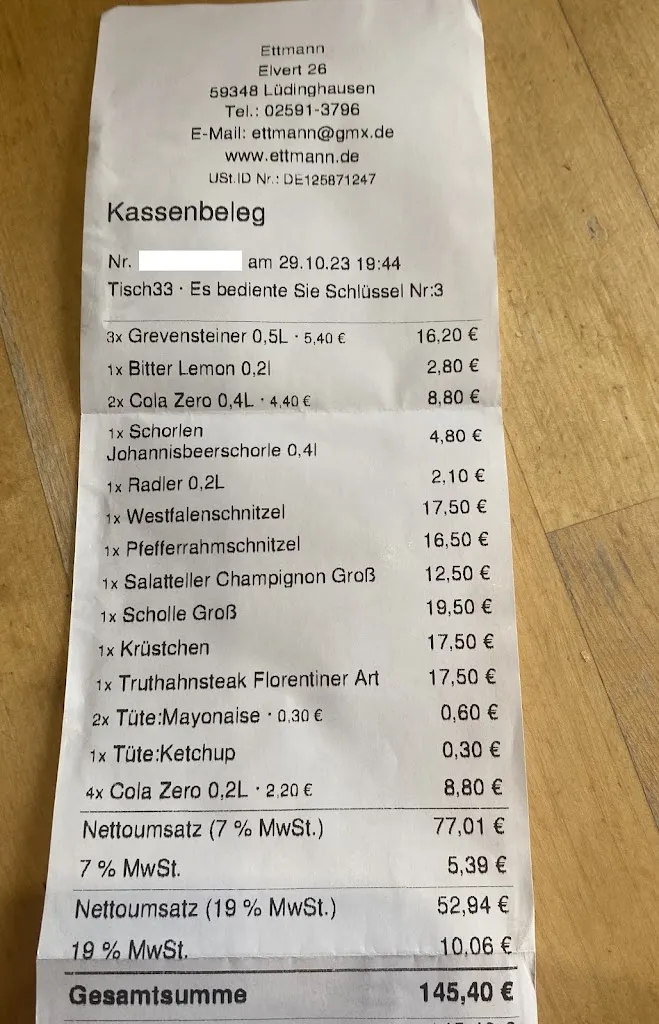 Ettmann
Elvert 26
59348 Lüdinghausen
Tel.: 02591-3796
E-Mail: ettmann@gmx.de
www.ettmann.de
USt.ID Nr.: DE125871247
Kassenbeleg
Nr. am 29.10.23 19:44
Tisch33 · Es bediente Sie Schlüssel Nr:3
3x Grevensteiner 0,5L · 5,40 € 16,20 €
1x Bitter Lemon 0,2l 2,80 €
2x Cola Zero 0,4L · 4,40 € 8,80 €
1x Schorlen 4,80 €
Johannisbeerschorle 0,4l
1x Radler 0,2L 2,10 €
1x Westfalenschnitzel 17,50 €
1x Pfefferrahmschnitzel 16,50 €
1x Salatteller Champignon Groß 12,50 €
1x Scholle Groß 19,50 €
1x Krüstchen 17,50 €
1x Truthahnsteak Florentiner Art 17,50 €
2x Tüte:Mayonaise · 0,30 € 0,60 €
1x Tüte:Ketchup 0,30 €
4x Cola Zero 0,2L · 2,20 € 8,80 €
Nettoumsatz (7 % MwSt.) 77,01 €
7 % MwSt. 5,39 €
Nettoumsatz (19 % MwSt.) 52,94 €
19 % MwSt. 10,06 €
Gesamtsumme 145,40 €